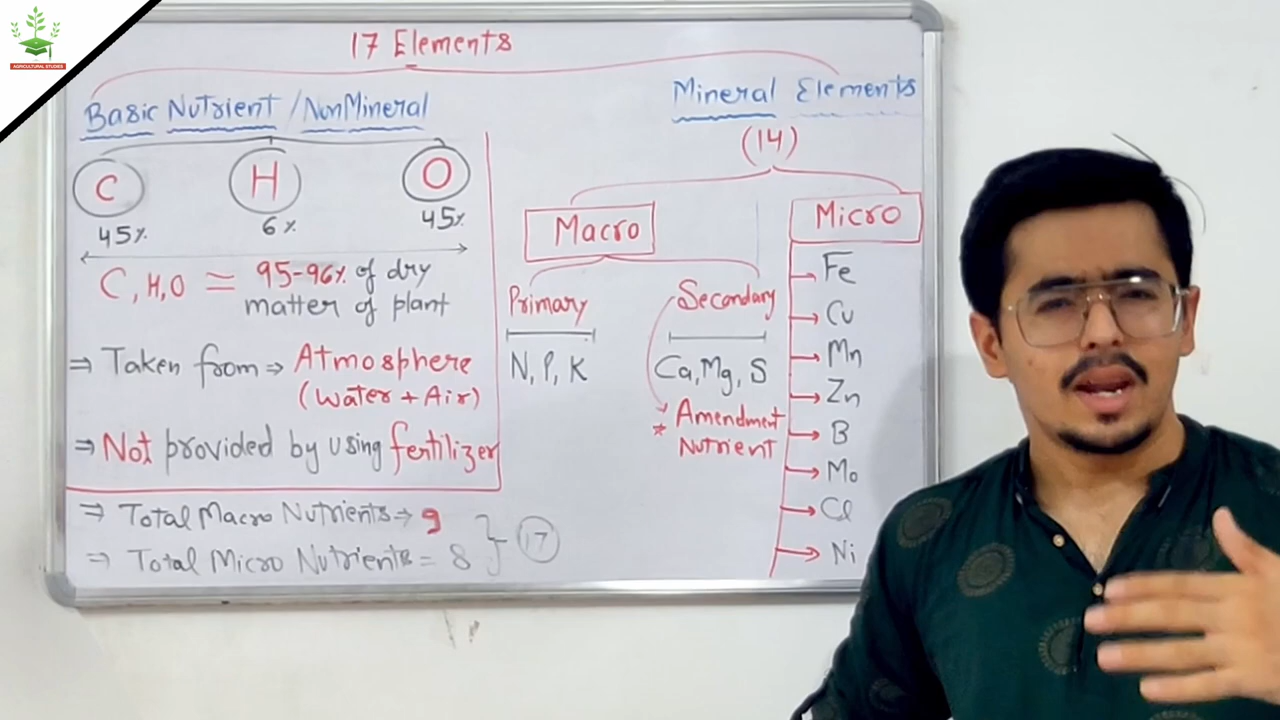 AGRICULTURAL STUDIES
17 Elements
Basic Nutrient / Non Mineral
C
H
O
45%
6%
45%
C, H, O ≃ 95-96% of dry
matter of plant
⇒ Taken from ⇒ Atmosphere
(Water + Air)
⇒ Not provided by using fertilizer
⇒ Total Macro Nutrients → 9
⇒ Total Micro Nutrients = 8
} 17
Mineral Elements
(14)
Macro
Primary
N, P, K
Secondary
Ca, Mg, S
* Amendment
Nutrient
Micro
→ Fe
→ Cu
→ Mn
→ Zn
→ B
→ Mo
→ Cl
→ Ni